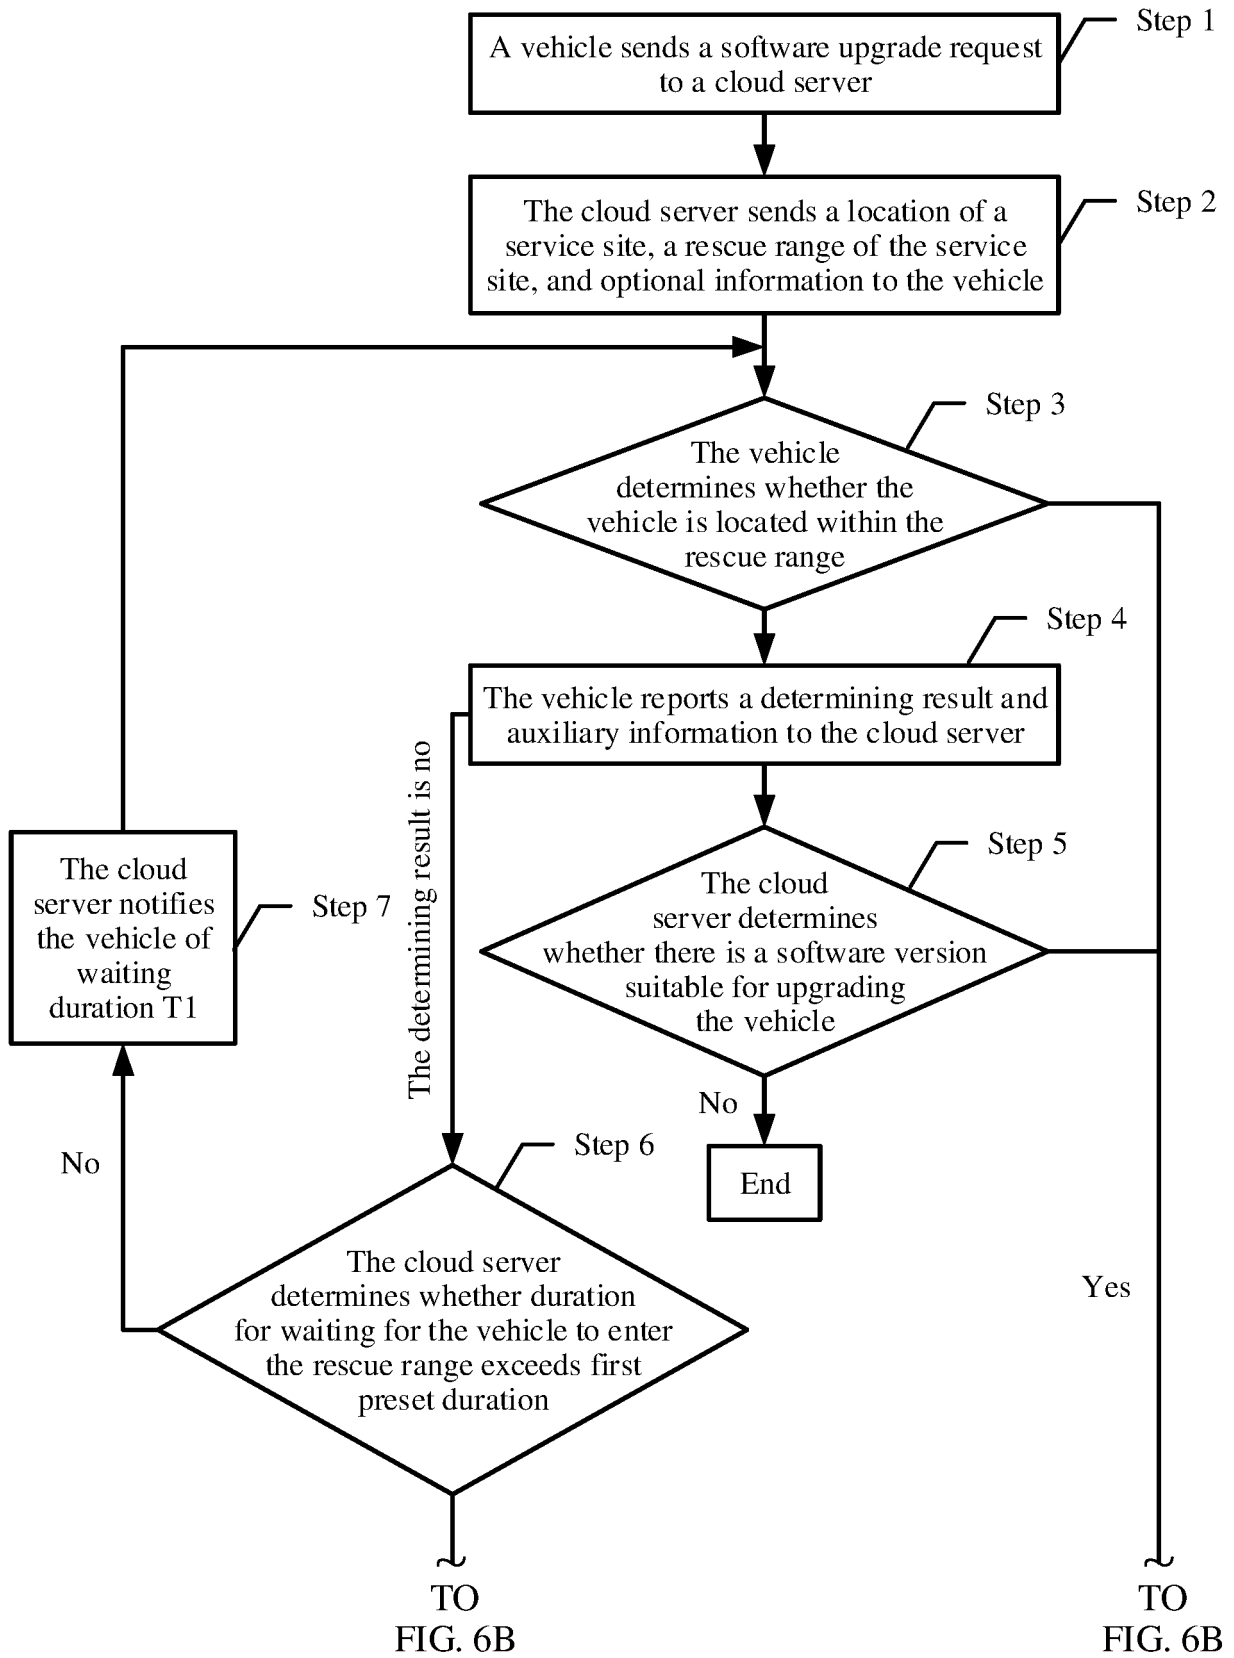 A vehicle sends a software upgrade request
to a cloud server
Step 1
The cloud server sends a location of a
service site, a rescue range of the service
site, and optional information to the vehicle
Step 2
The vehicle
determines whether the
vehicle is located within the
rescue range
Step 3
The vehicle reports a determining result and
auxiliary information to the cloud server
Step 4
The determining result is no
The cloud
server determines
whether there is a software version
suitable for upgrading
the vehicle
Step 5
No
End
The cloud
server notifies
the vehicle of
waiting
duration T1
Step 7
No
The cloud server
determines whether duration
for waiting for the vehicle to enter
the rescue range exceeds first
preset duration
Step 6
Yes
TO
FIG. 6B
TO
FIG. 6B